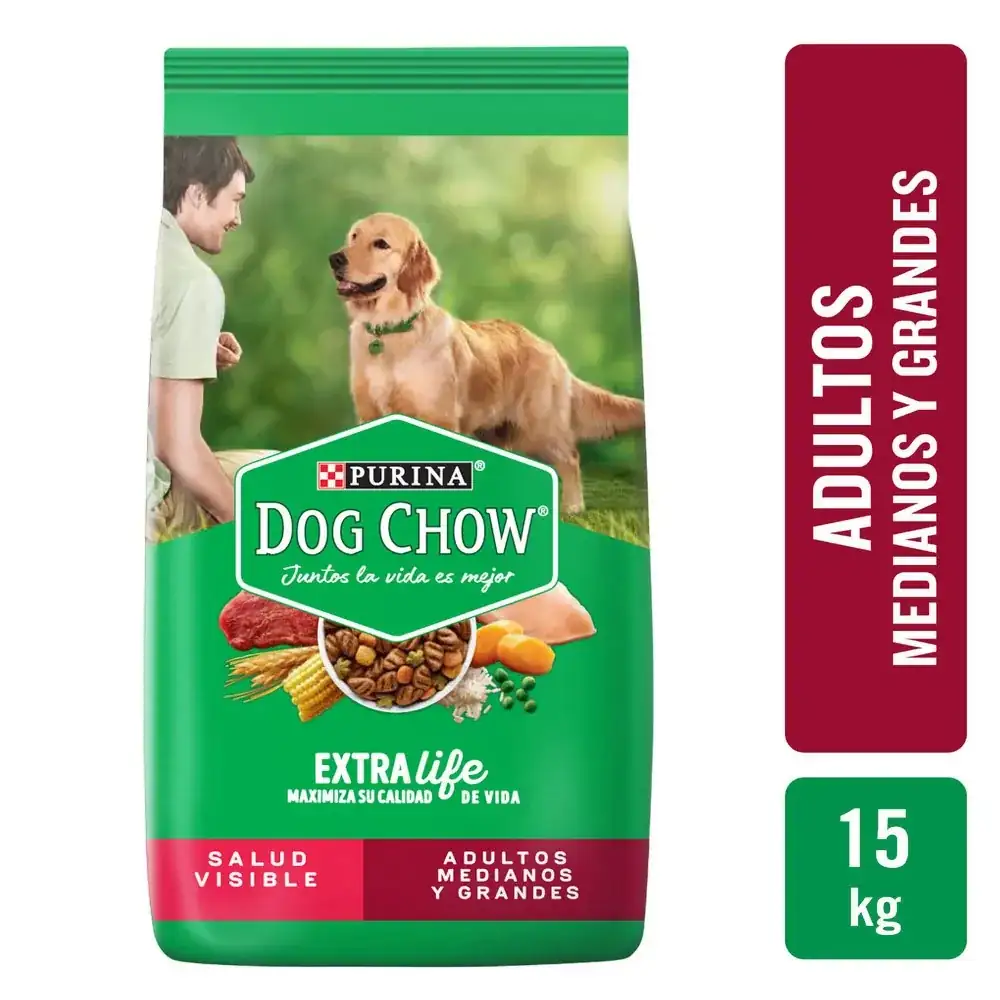 PURINA®
DOG CHOW®
Juntos la vida es mejor
EXTRA life
MAXIMIZA SU CALIDAD DE VIDA
SALUD
VISIBLE
ADULTOS
MEDIANOS
Y GRANDES
ADULTOS
MEDIANOS Y GRANDES
15
kg